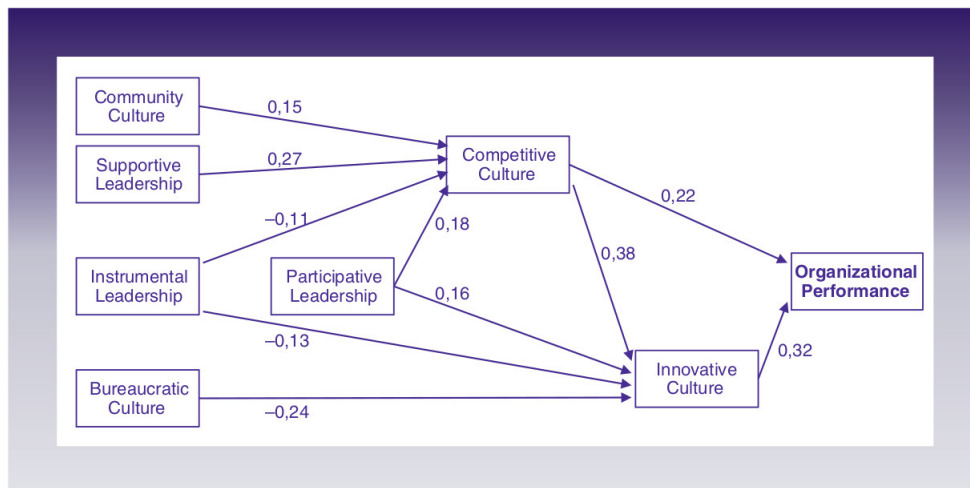 Community
Culture
0,15
Supportive
Leadership
0,27
Competitive
Culture
0,22
–0,11
0,18
Instrumental
Leadership
Participative
Leadership
0,38
Organizational
Performance
0,16
–0,13
0,32
Innovative
Culture
Bureaucratic
Culture
–0,24